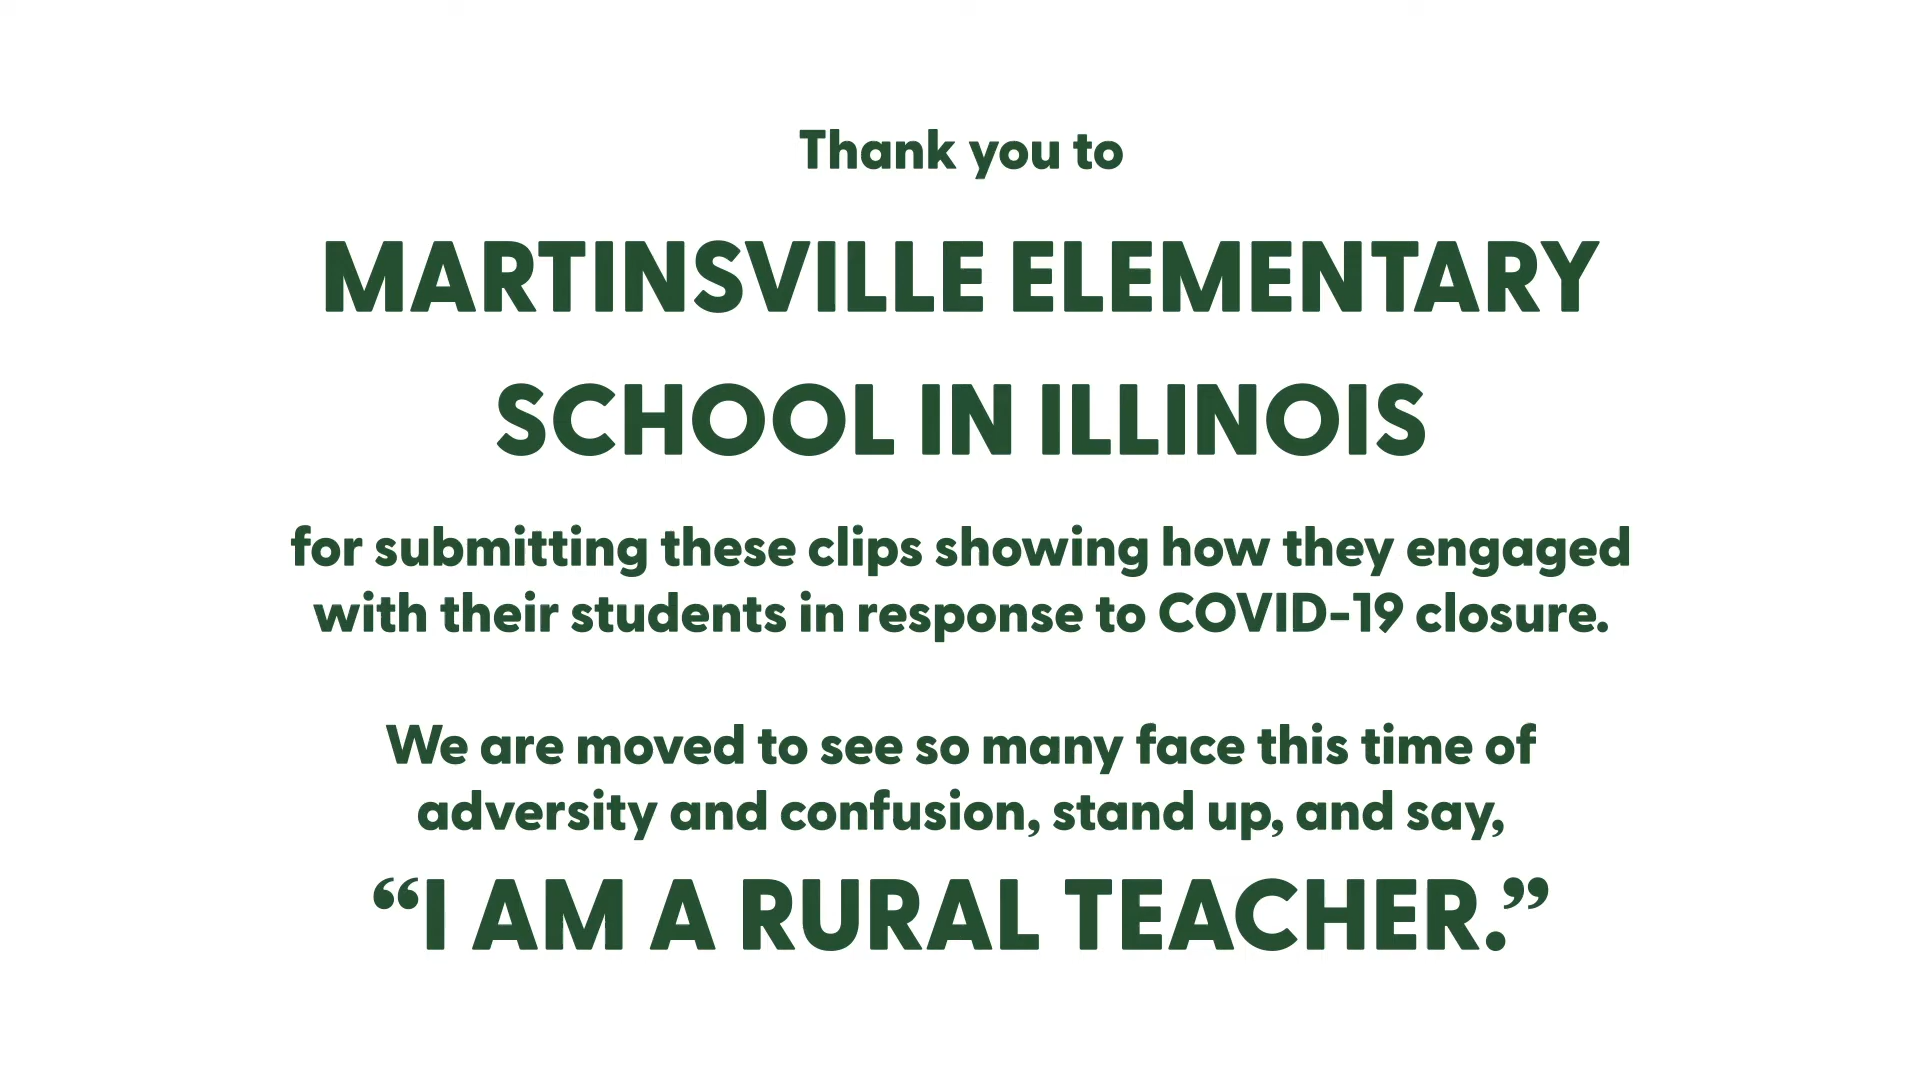 Thank you to
MARTINSVILLE ELEMENTARY
SCHOOL IN ILLINOIS
for submitting these clips showing how they engaged
with their students in response to COVID-19 closure.
We are moved to see so many face this time of
adversity and confusion, stand up, and say,
“I AM A RURAL TEACHER.”